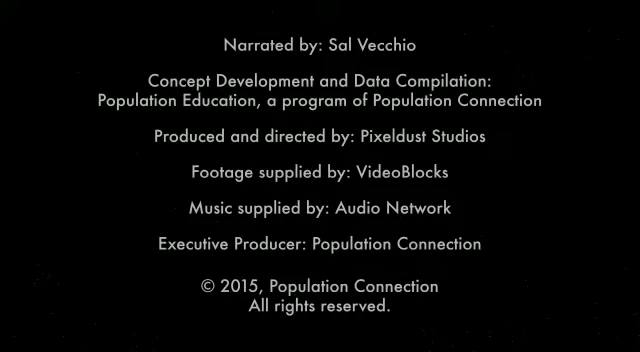 Narrated by: Sal Vecchio
Concept Development and Data Compilation:
Population Education, a program of Population Connection
Produced and directed by: Pixeldust Studios
Footage supplied by: VideoBlocks
Music supplied by: Audio Network
Executive Producer: Population Connection
© 2015, Population Connection
All rights reserved.